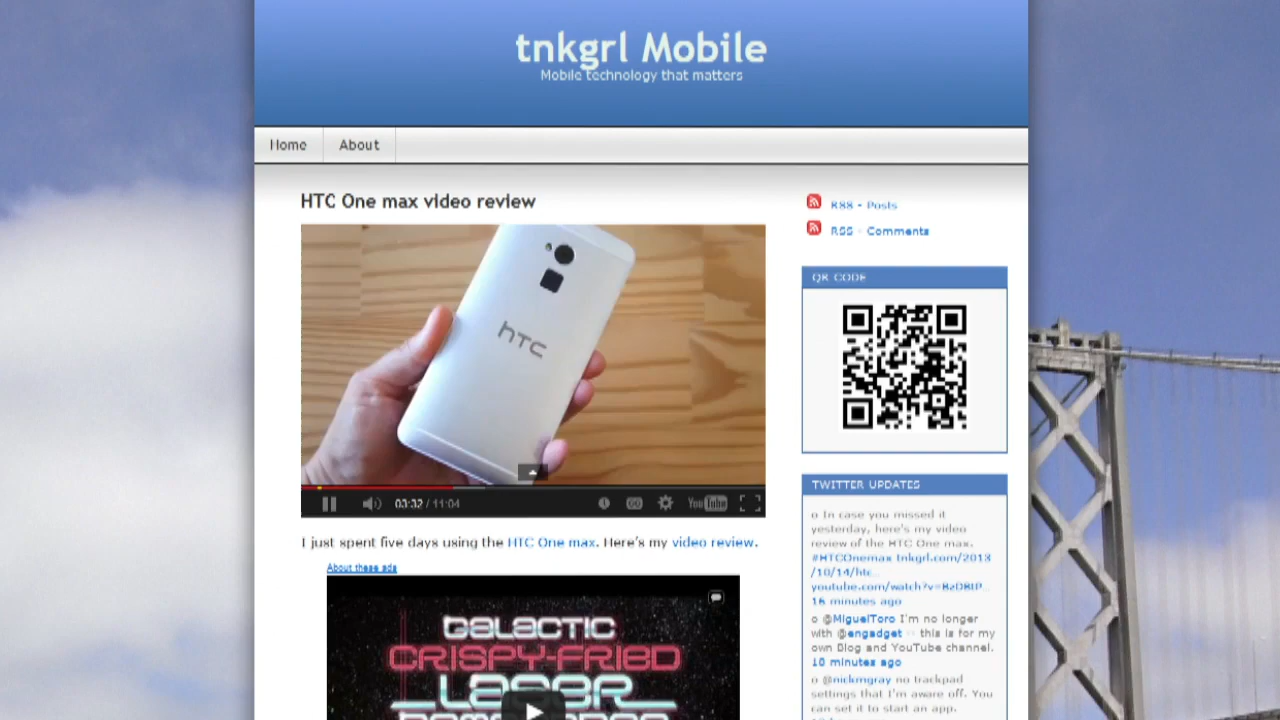 tnkgrl Mobile
Mobile technology that matters
Home
About
HTC One max video review
hTC
03:32 / 11:04
CC
YouTube
I just spent five days using the HTC One max. Here's my video review.
About these ads
GALACTIC
CRISPY-FRIED
LASER
RSS - Posts
RSS - Comments
QR CODE
TWITTER UPDATES
o In case you missed it
yesterday, here's my video
review of the HTC One max.
#HTCOnemax tnkgrl.com/2013
/10/14/htc…
16 minutes ago
o @MiguelToro I'm no longer
with @engadget -- this is for my
own Blog and YouTube channel.
18 minutes ago
o @nickmgray no trackpad
settings that I'm aware off. You
can set it to start an app.